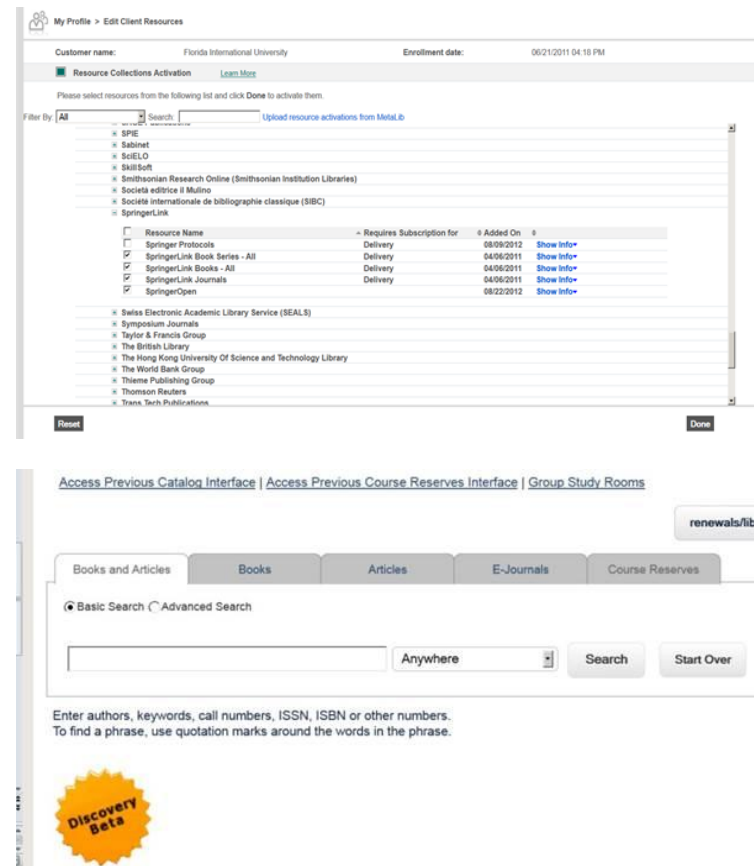 My Profile > Edit Client Resources
Customer name: Florida International University Enrollment date: 06/21/2011 04:18 PM
Resource Collections Activation Learn More
Please select resources from the following list and click Done to activate them.
Filter By: All Search: Upload resource activations from MetaLib
SPIE
Sabinet
SciELO
SkillSoft
Smithsonian Research Online (Smithsonian Institution Libraries)
Società editrice il Mulino
Société internationale de bibliographie classique (SIBC)
SpringerLink
Resource Name Requires Subscription for Added On
Springer Protocols Delivery 08/09/2012 Show Info
SpringerLink Book Series - All Delivery 04/06/2011 Show Info
SpringerLink Books - All Delivery 04/06/2011 Show Info
SpringerLink Journals Delivery 04/06/2011 Show Info
SpringerOpen 08/22/2012 Show Info
Swiss Electronic Academic Library Service (SEALS)
Symposium Journals
Taylor & Francis Group
The British Library
The Hong Kong University Of Science and Technology Library
The World Bank Group
Thieme Publishing Group
Thomson Reuters
Trans Tech Publications
Reset Done
Access Previous Catalog Interface | Access Previous Course Reserves Interface | Group Study Rooms
renewals/lib
Books and Articles Books Articles E-Journals Course Reserves
Basic Search Advanced Search
Anywhere Search Start Over
Enter authors, keywords, call numbers, ISSN, ISBN or other numbers.
To find a phrase, use quotation marks around the words in the phrase.
Discovery
Beta